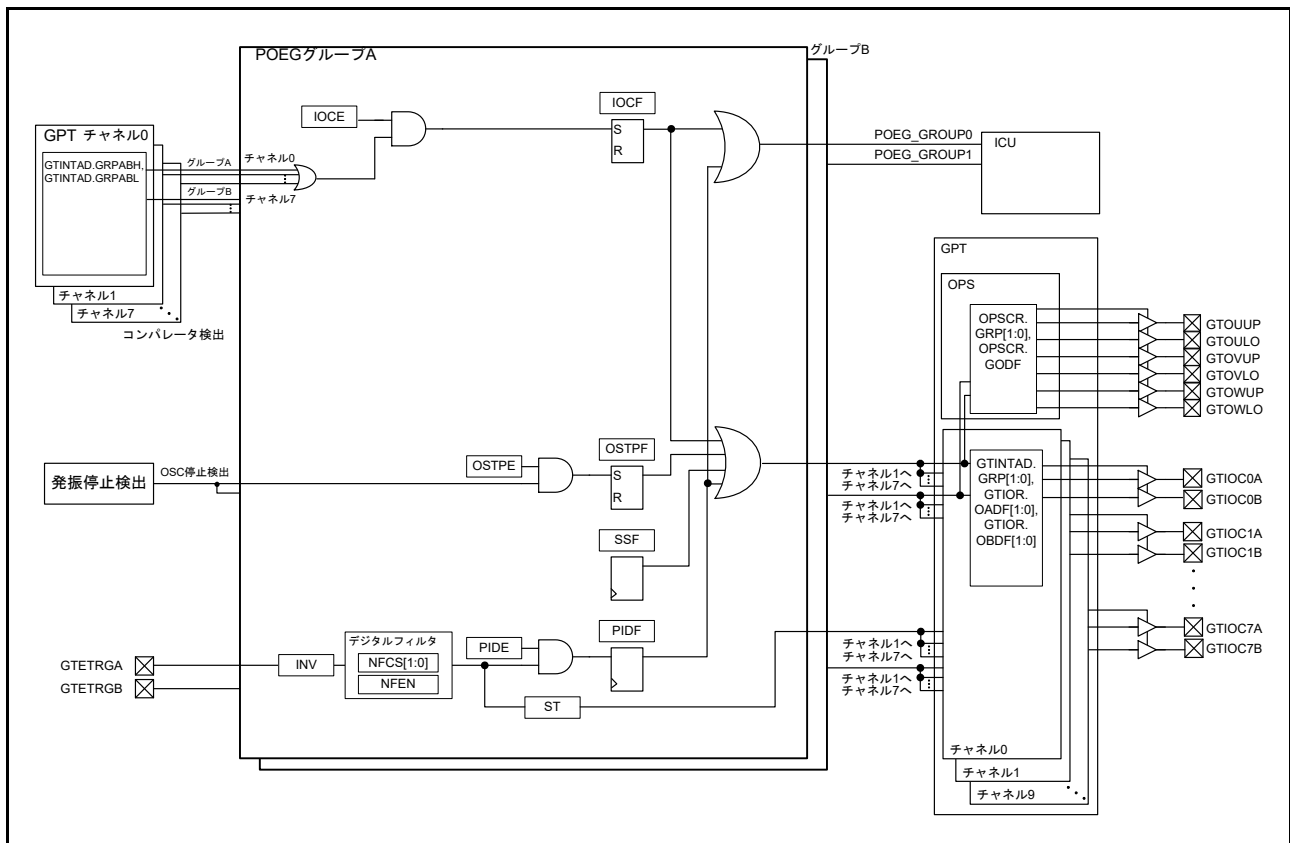 POEGグループA
グループB
IOCE
IOCF
S
R
GPT チャネル0
GTINTAD.GRPABH,
GTINTAD.GRPABL
グループA
チャネル0
グループB
チャネル7
チャネル1
チャネル7
コンパレータ検出
POEG_GROUP0
POEG_GROUP1
ICU
GPT
OPS
OPSCR.
GRP[1:0],
OPSCR.
GODF
GTOUUP
GTOULO
GTOVUP
GTOVLO
GTOWUP
GTOWLO
発振停止検出
OSC停止検出
OSTPE
OSTPF
S
R
SSF
チャネル1へ
チャネル7へ
チャネル1へ
チャネル7へ
GTINTAD.
GRP[1:0],
GTIOR.
OADF[1:0],
GTIOR.
OBDF[1:0]
GTIOC0A
GTIOC0B
GTIOC1A
GTIOC1B
GTIOC7A
GTIOC7B
GTETRGA
GTETRGB
INV
デジタルフィルタ
NFCS[1:0]
NFEN
PIDE
PIDF
ST
チャネル1へ
チャネル7へ
チャネル1へ
チャネル7へ
チャネル0
チャネル1
チャネル9